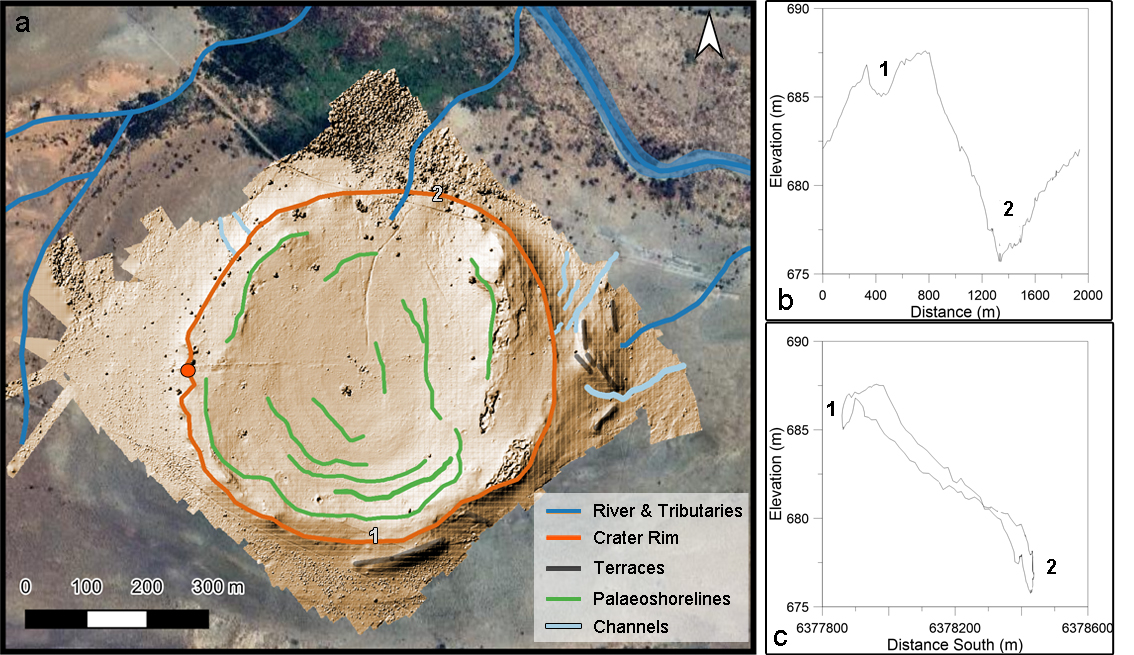 a
2
1
0 100 200 300 m
River & Tributaries
Crater Rim
Terraces
Palaeoshorelines
Channels
690
685
680
675
Elevation (m)
1
2
0 400 800 1200 1600 2000
Distance (m)
b
690
685
680
675
Elevation (m)
1
2
6377800 6378200 6378600
Distance South (m)
c